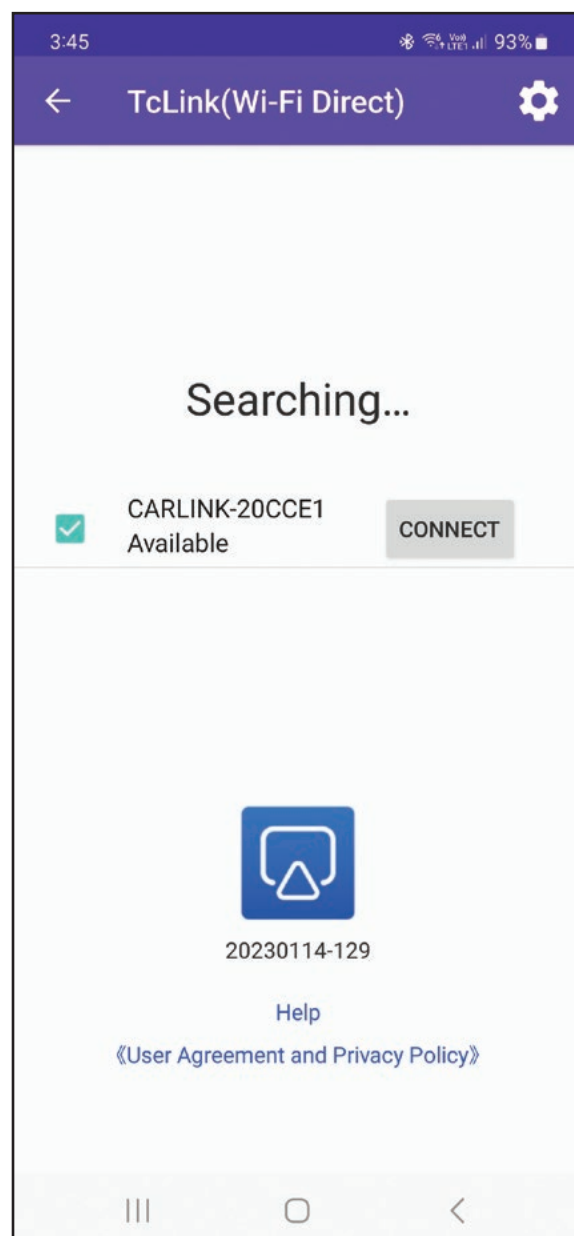 3:45 93%
TcLink(Wi-Fi Direct)
Searching...
CARLINK-20CCE1
Available
CONNECT
20230114-129
Help
《User Agreement and Privacy Policy》